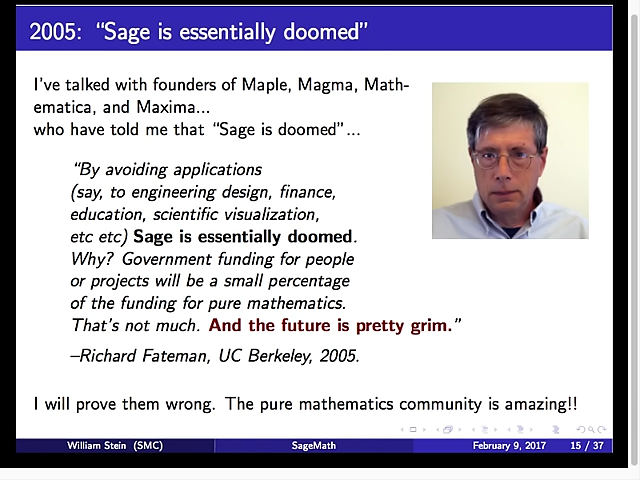 2005: “Sage is essentially doomed”
I’ve talked with founders of Maple, Magma, Math-
ematica, and Maxima...
who have told me that “Sage is doomed”...
“By avoiding applications
(say, to engineering design, finance,
education, scientific visualization,
etc etc) Sage is essentially doomed.
Why? Government funding for people
or projects will be a small percentage
of the funding for pure mathematics.
That’s not much. And the future is pretty grim.”
–Richard Fateman, UC Berkeley, 2005.
I will prove them wrong. The pure mathematics community is amazing!!
William Stein (SMC) SageMath February 9, 2017 15 / 37